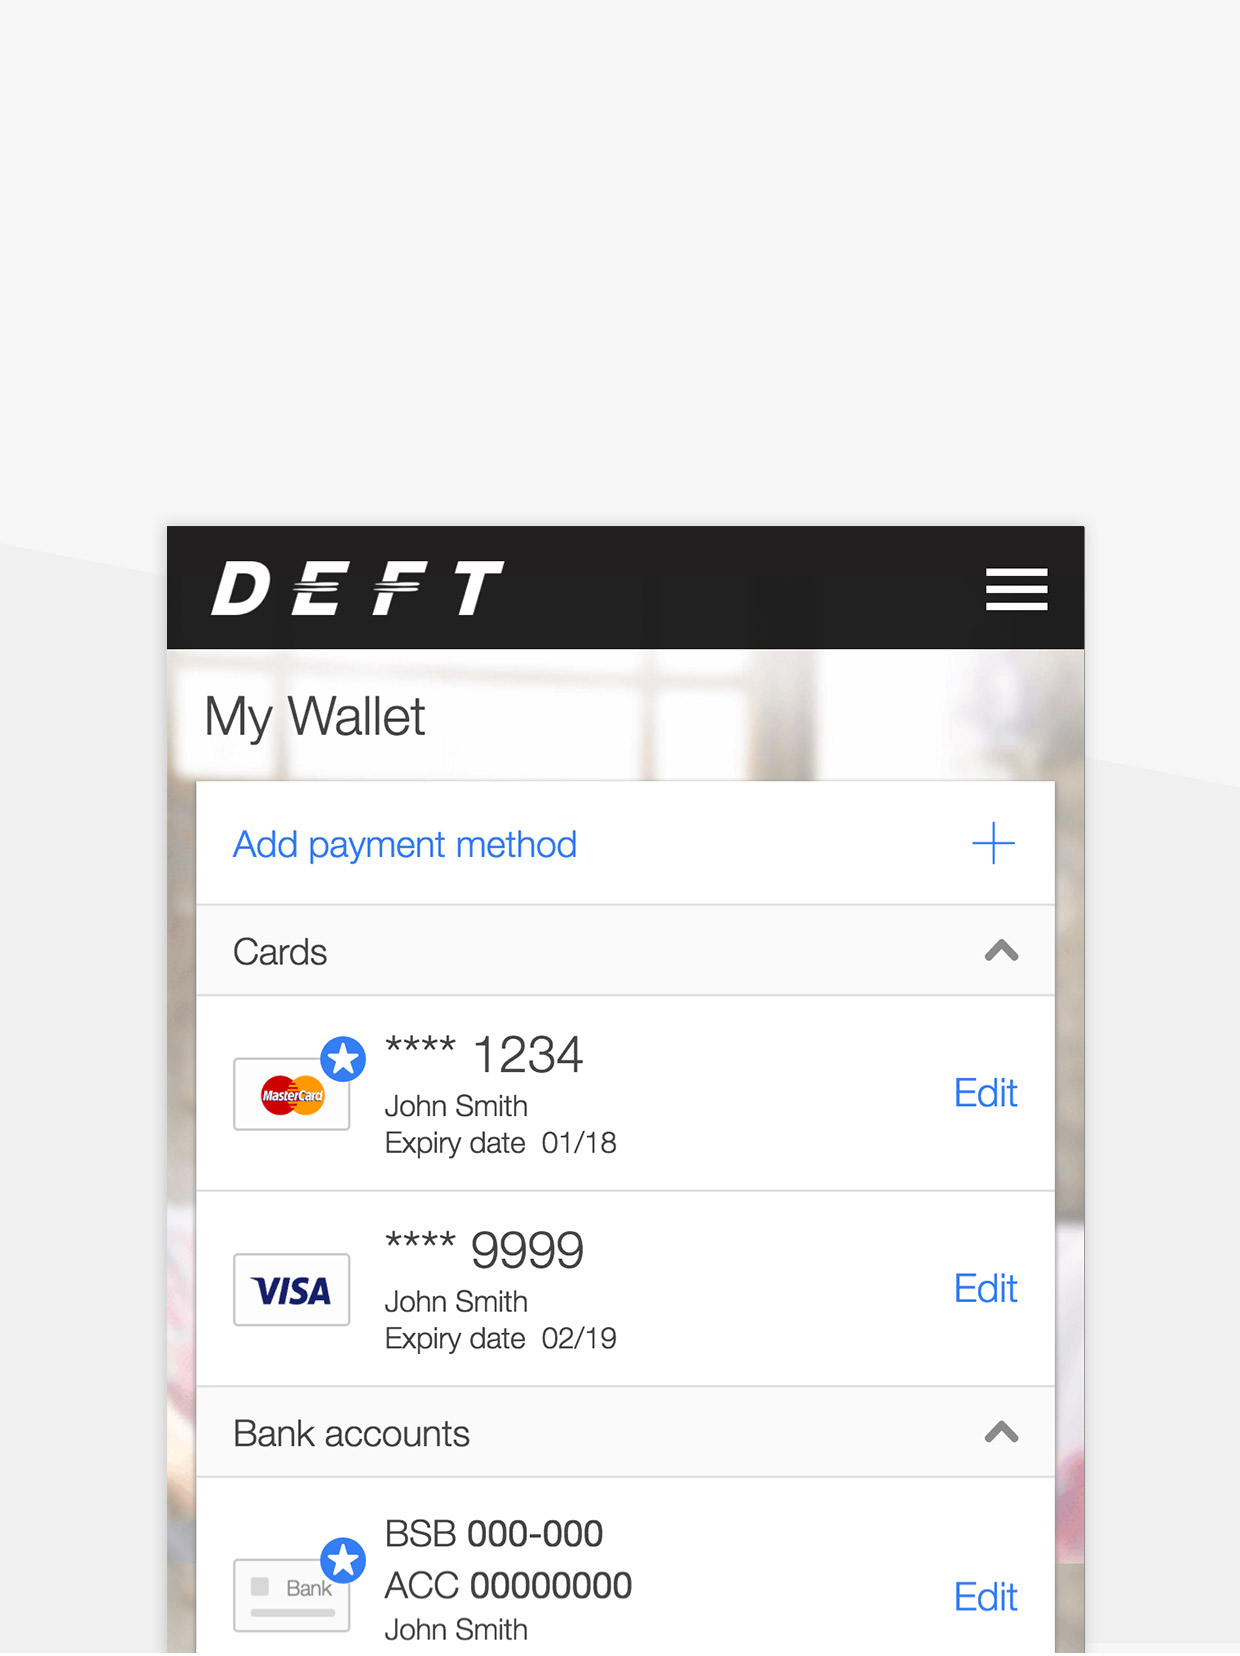 DEFT
My Wallet
Add payment method
Cards
MasterCard
**** 1234
John Smith
Expiry date 01/18
Edit
VISA
**** 9999
John Smith
Expiry date 02/19
Edit
Bank accounts
Bank
BSB 000-000
ACC 00000000
John Smith
Edit